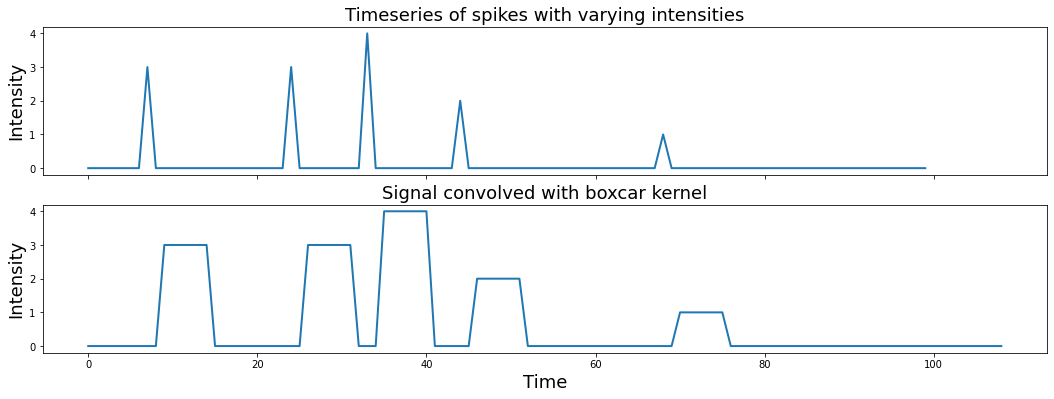 Timeseries of spikes with varying intensities
4
3
2
1
0
Intensity
Signal convolved with boxcar kernel
4
3
2
1
0
Intensity
0 20 40 60 80 100
Time